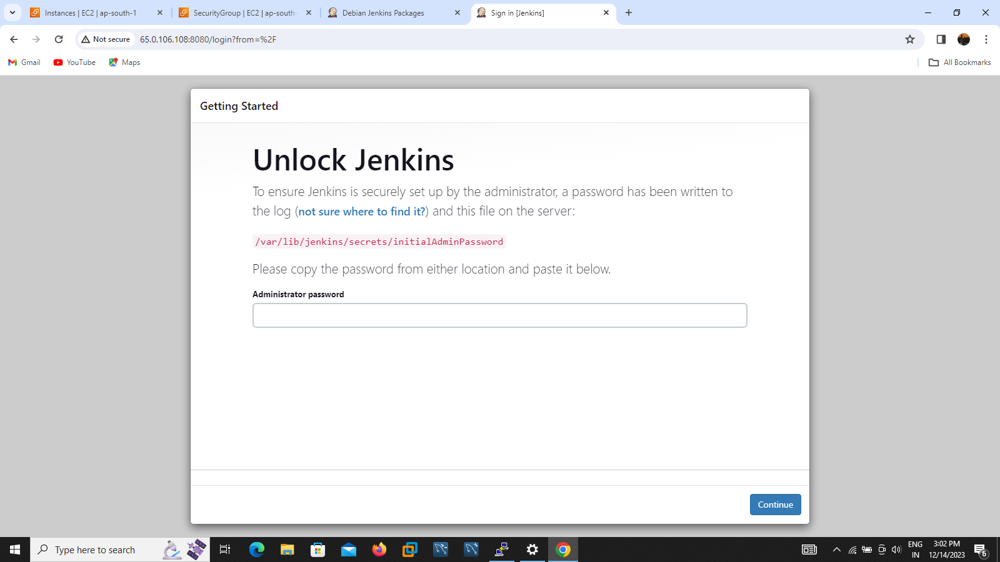 Instances | EC2 | ap-south-1
SecurityGroup | EC2 | ap-south-
Debian Jenkins Packages
Sign in [Jenkins]
Not secure
65.0.106.108:8080/login?from=%2F
Gmail
YouTube
Maps
All Bookmarks
Getting Started
Unlock Jenkins
To ensure Jenkins is securely set up by the administrator, a password has been written to
the log (not sure where to find it?) and this file on the server:
/var/lib/jenkins/secrets/initialAdminPassword
Please copy the password from either location and paste it below.
Administrator password
Continue
Type here to search
ENG
IN
3:02 PM
12/14/2023
6